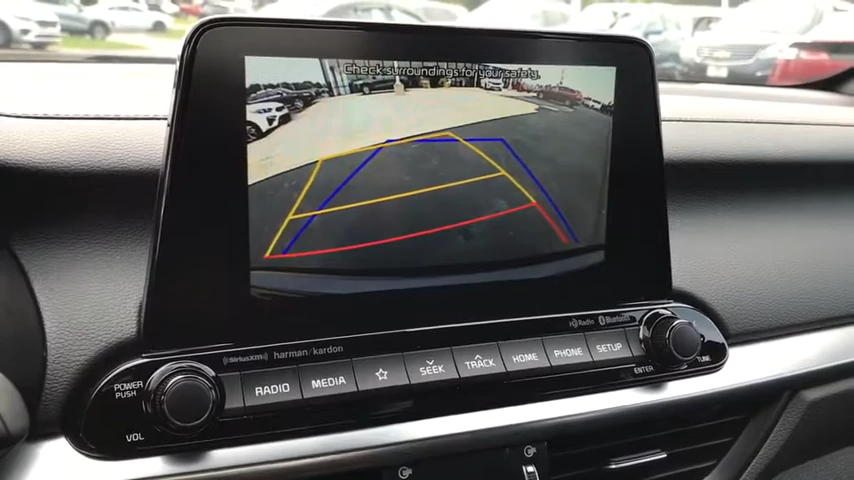 Check surroundings for your safety
HD Radio Bluetooth
SiriusXM harman/kardon
POWER
PUSH
RADIO MEDIA SEEK TRACK HOME PHONE SETUP
TUNE
ENTER
VOL